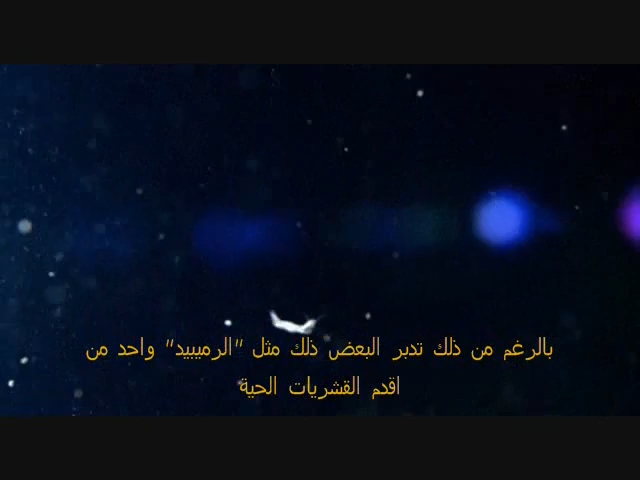 بالرغم من ذلك تدبر البعض ذلك مثل "الرميبيد" واحد من
اقدم القشريات الحية